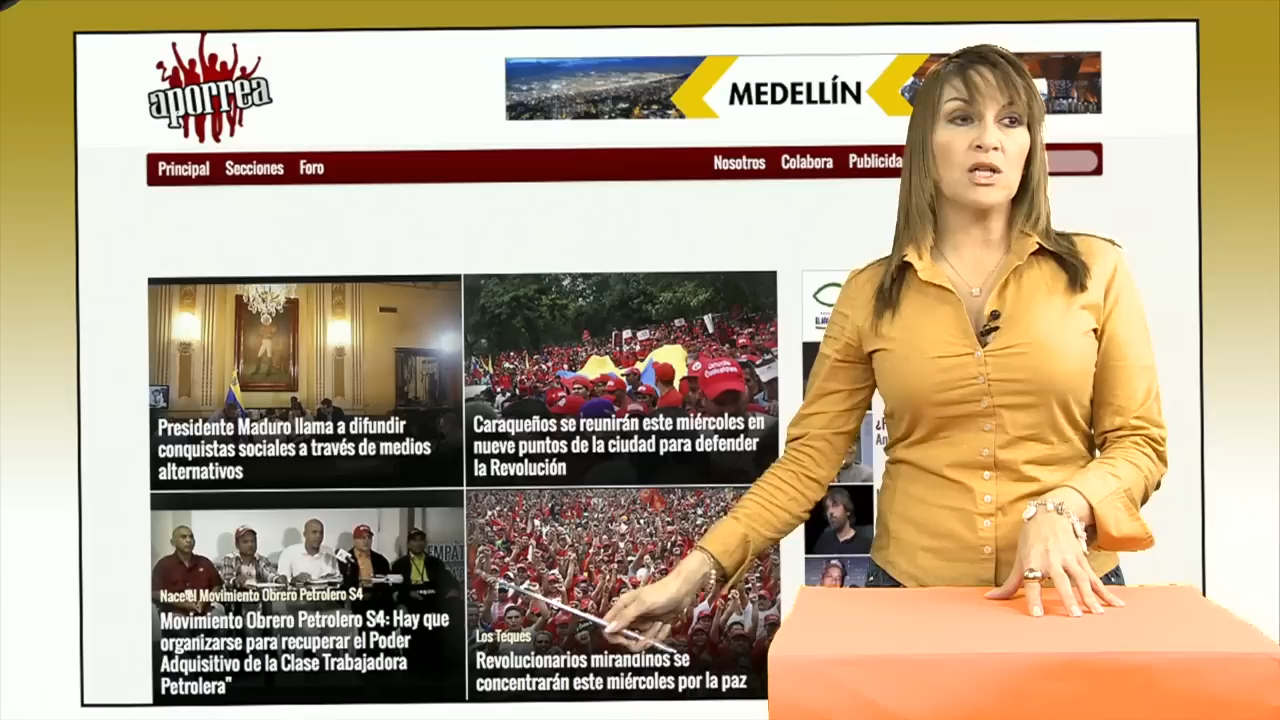 aporrea
MEDELLÍN
Principal Secciones Foro
Nosotros Colabora
Presidente Maduro llama a difundir
conquistas sociales a través de medios
alternativos
Caraqueños se reunirán este miércoles en
nueve puntos de la ciudad para defender
la Revolución
Nace el Movimiento Obrero Petrolero S4
Movimiento Obrero Petrolero S4: Hay que
organizarse para recuperar el Poder
Adquisitivo de la Clase Trabajadora
Petrolera"
Los Teques
Revolucionarios mirandinos se
concentrarán este miércoles por la paz